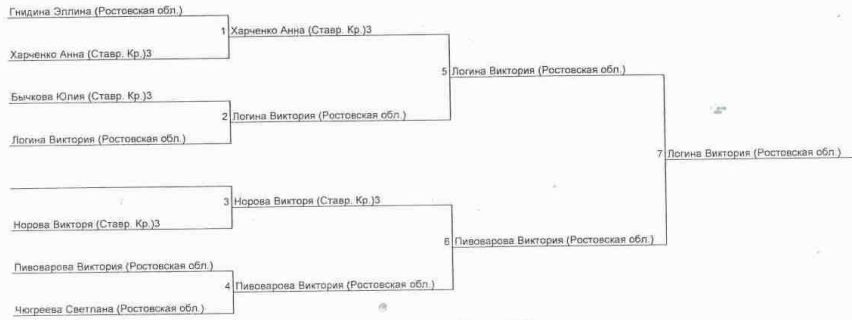 Гнидина Эллина (Ростовская обл.)
1 Харченко Анна (Ставр. Кр.)3
Харченко Анна (Ставр. Кр.)3
5 Логина Виктория (Ростовская обл.)
Бычкова Юлия (Ставр. Кр.)3
2 Логина Виктория (Ростовская обл.)
Логина Виктория (Ростовская обл.)
7 Логина Виктория (Ростовская обл.)
3 Норова Викторя (Ставр. Кр.)3
Норова Викторя (Ставр. Кр.)3
6 Пивоварова Виктория (Ростовская обл.)
Пивоварова Виктория (Ростовская обл.)
4 Пивоварова Виктория (Ростовская обл.)
Чюгреева Светлана (Ростовская обл.)